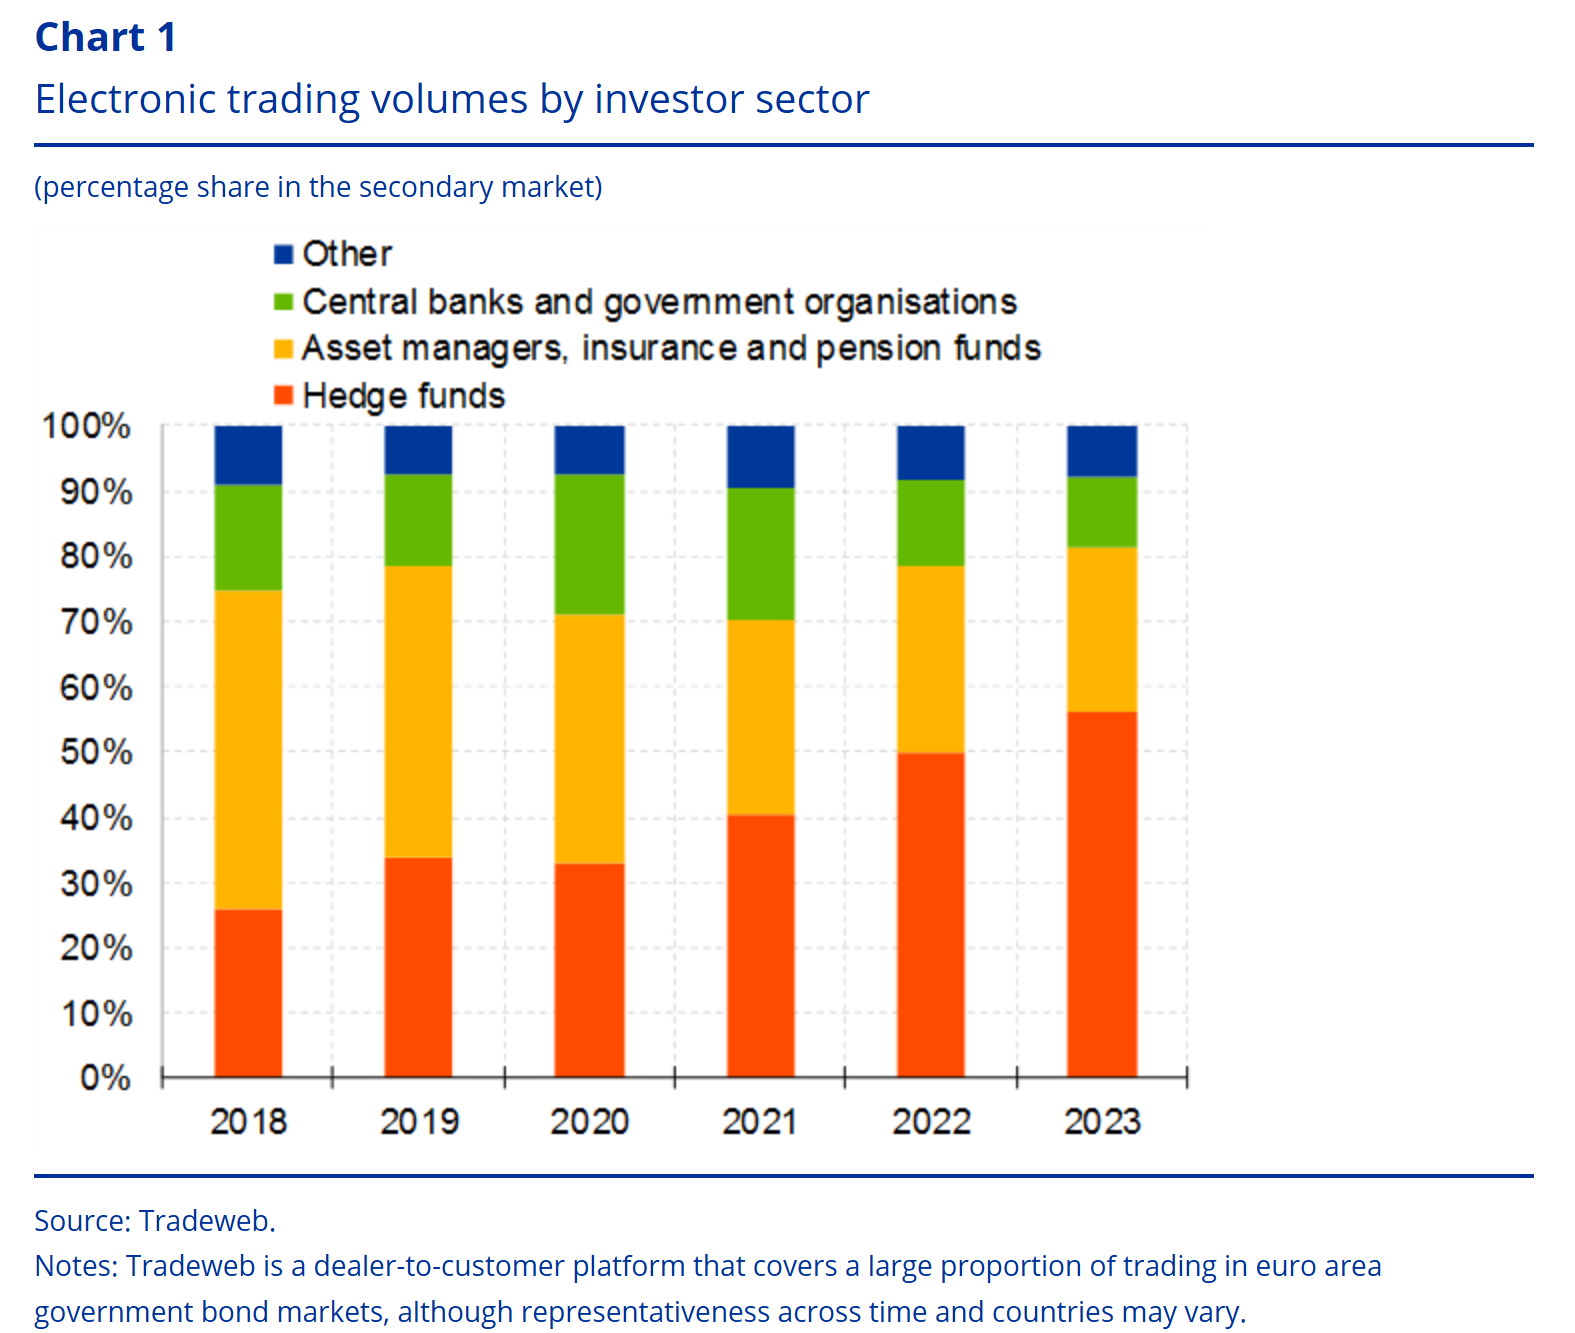 Chart 1
Electronic trading volumes by investor sector
(percentage share in the secondary market)
Other
Central banks and government organisations
Asset managers, insurance and pension funds
Hedge funds
100%
90%
80%
70%
60%
50%
40%
30%
20%
10%
0%
2018 2019 2020 2021 2022 2023
Source: Tradeweb.
Notes: Tradeweb is a dealer-to-customer platform that covers a large proportion of trading in euro area
government bond markets, although representativeness across time and countries may vary.